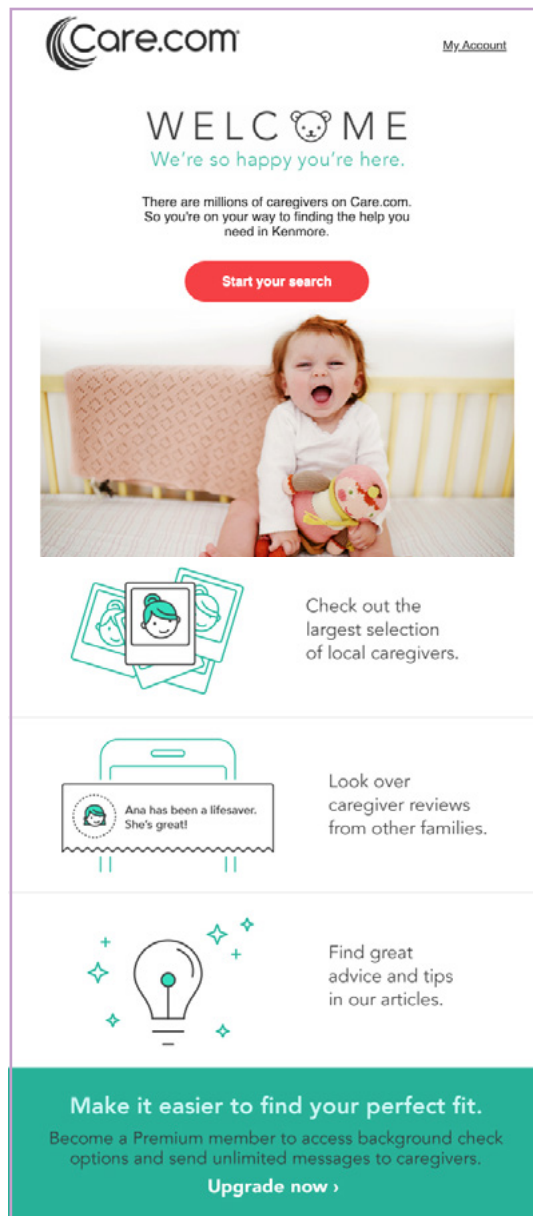 Care.com
My Account
WELCOME
We're so happy you're here.
There are millions of caregivers on Care.com.
So you're on your way to finding the help you
need in Kenmore.
Start your search
Check out the
largest selection
of local caregivers.
Ana has been a lifesaver.
She's great!
Look over
caregiver reviews
from other families.
Find great
advice and tips
in our articles.
Make it easier to find your perfect fit.
Become a Premium member to access background check
options and send unlimited messages to caregivers.
Upgrade now ›